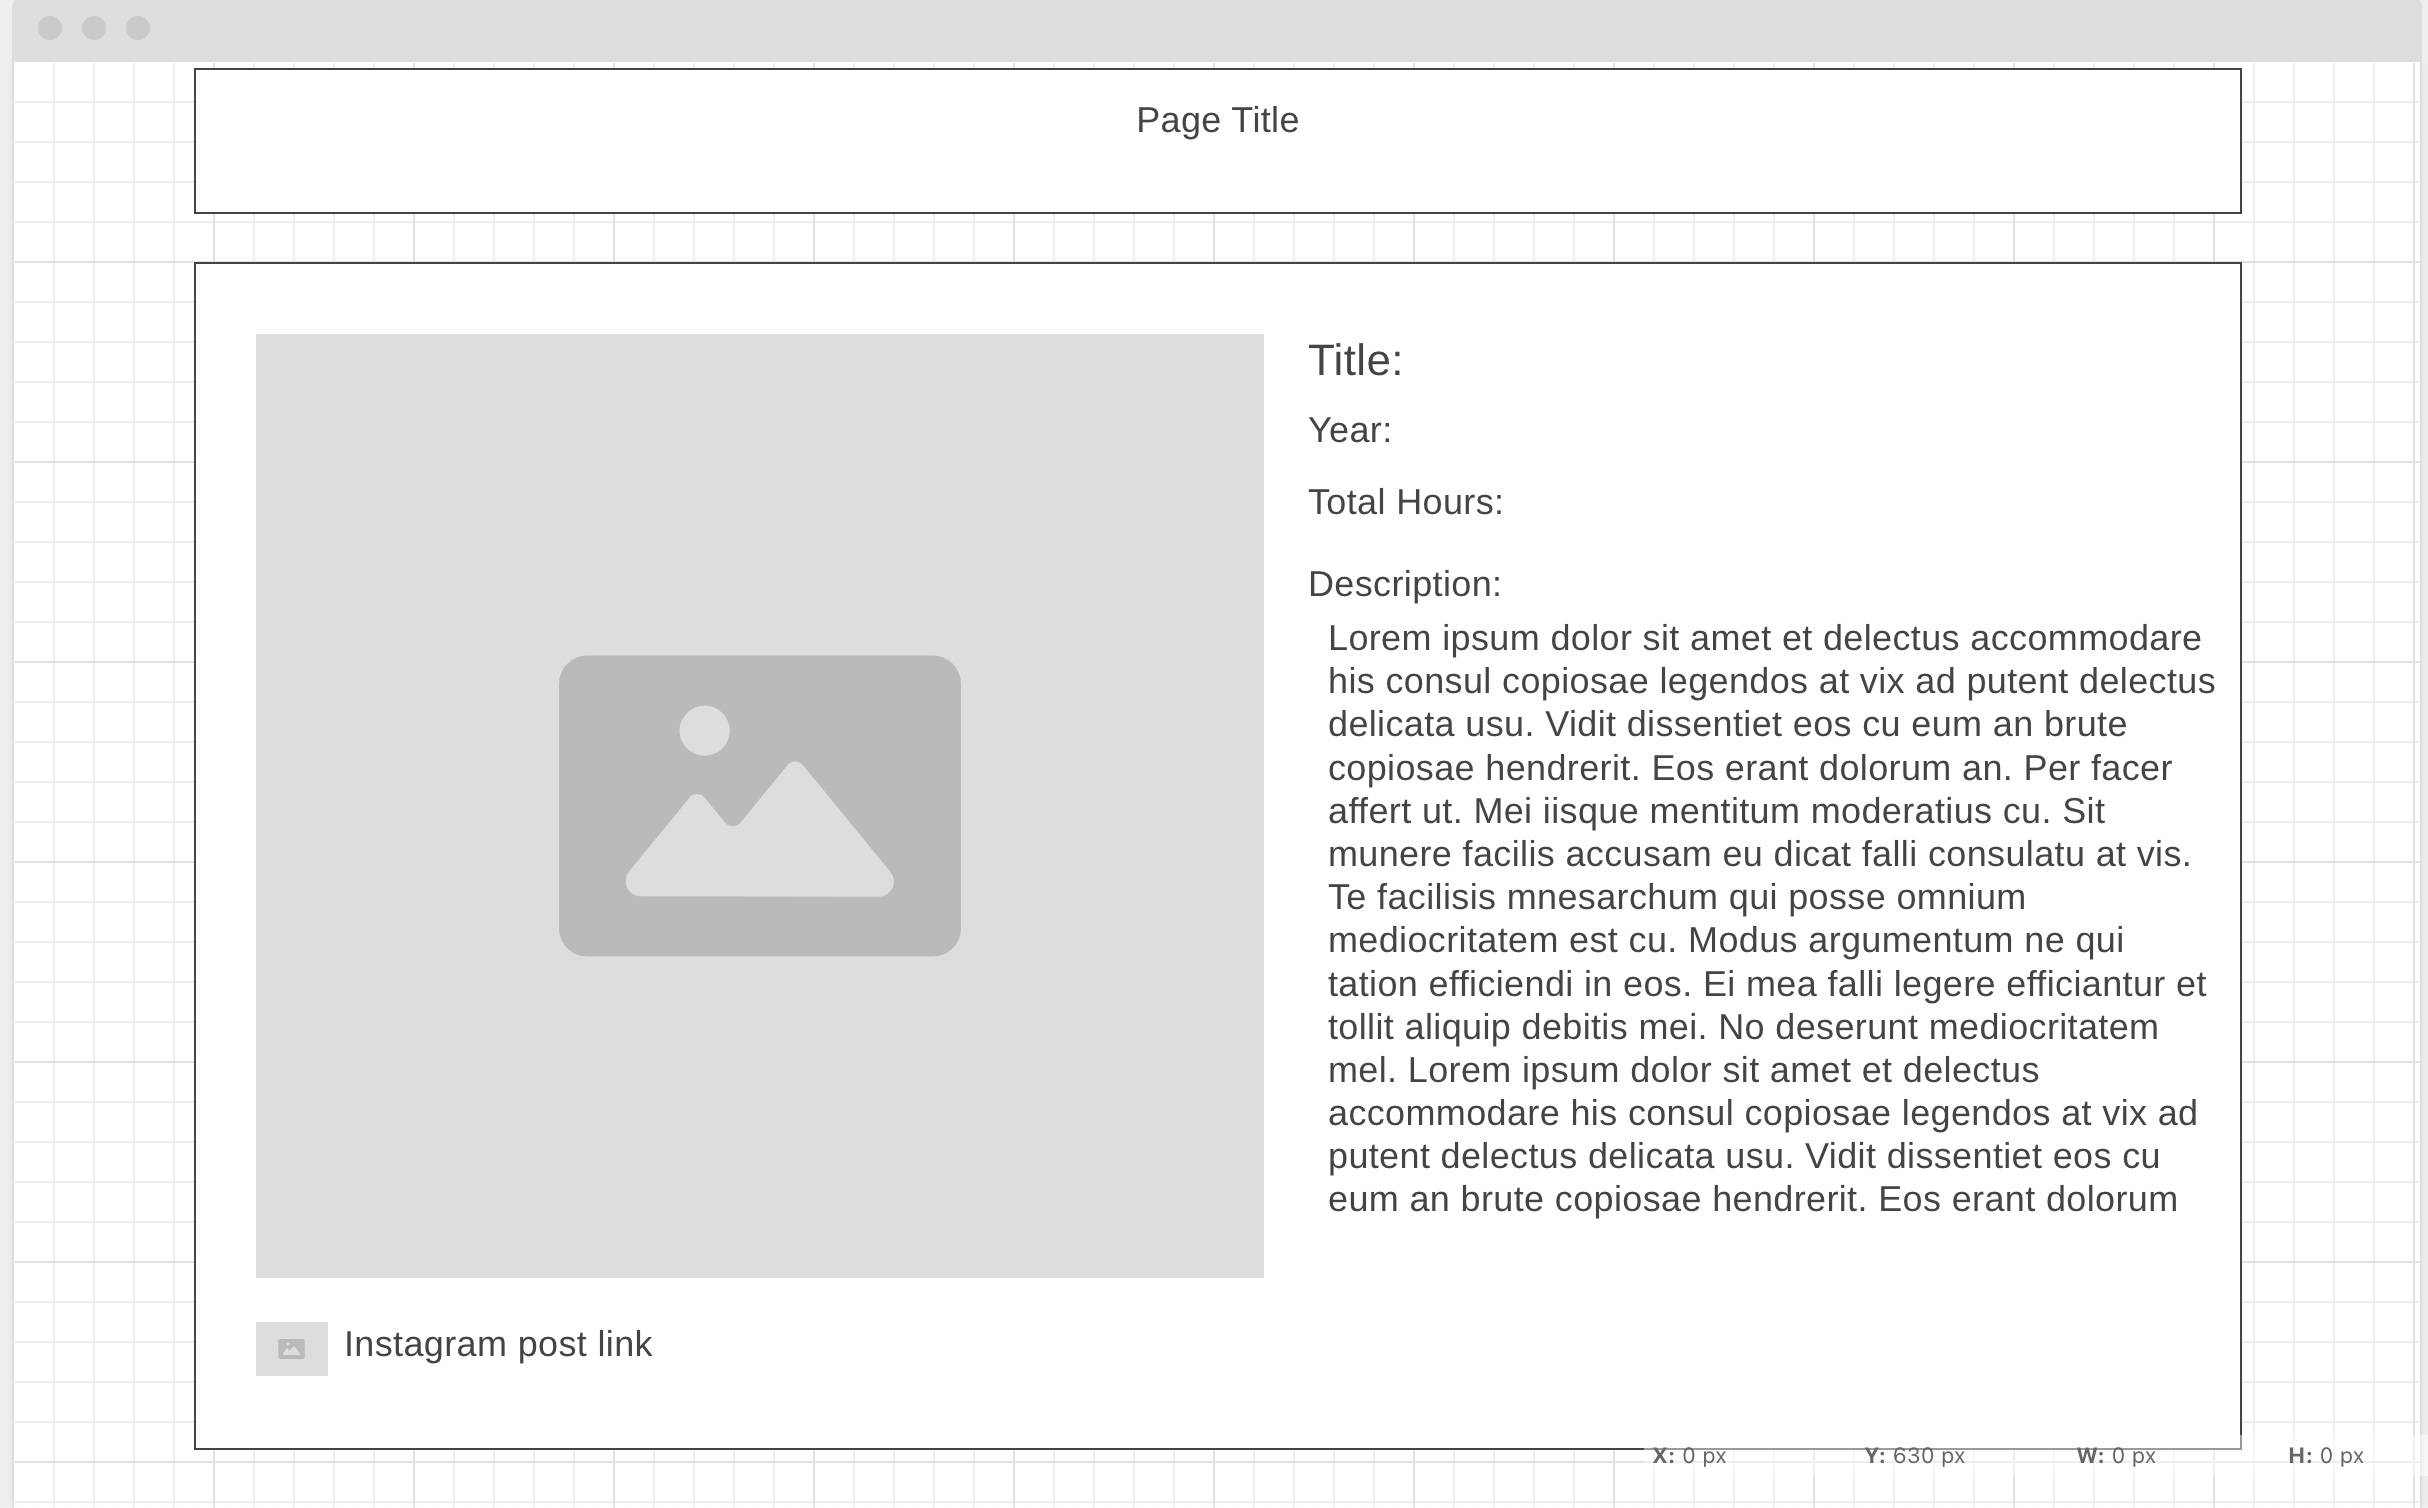 Page Title
Title:
Year:
Total Hours:
Description:
Lorem ipsum dolor sit amet et delectus accommodare
his consul copiosae legendos at vix ad putent delectus
delicata usu. Vidit dissentiet eos cu eum an brute
copiosae hendrerit. Eos erant dolorum an. Per facer
affert ut. Mei iisque mentitum moderatius cu. Sit
munere facilis accusam eu dicat falli consulatu at vis.
Te facilisis mnesarchum qui posse omnium
mediocritatem est cu. Modus argumentum ne qui
tation efficiendi in eos. Ei mea falli legere efficiantur et
tollit aliquip debitis mei. No deserunt mediocritatem
mel. Lorem ipsum dolor sit amet et delectus
accommodare his consul copiosae legendos at vix ad
putent delectus delicata usu. Vidit dissentiet eos cu
eum an brute copiosae hendrerit. Eos erant dolorum
Instagram post link
X: 0 px Y: 630 px W: 0 px H: 0 px